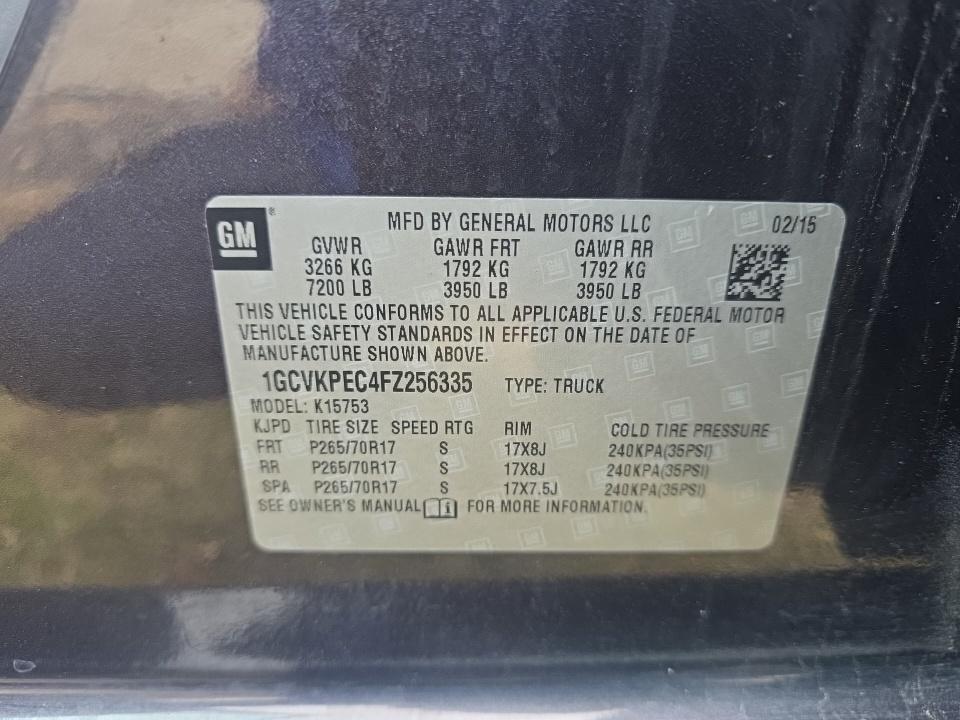 GM ®
MFD BY GENERAL MOTORS LLC 02/15
GVWR GAWR FRT GAWR RR
3266 KG 1792 KG 1792 KG
7200 LB 3950 LB 3950 LB
THIS VEHICLE CONFORMS TO ALL APPLICABLE U.S. FEDERAL MOTOR
VEHICLE SAFETY STANDARDS IN EFFECT ON THE DATE OF
MANUFACTURE SHOWN ABOVE.
1GCVKPEC4FZ256335 TYPE: TRUCK
MODEL: K15753
KJPD TIRE SIZE SPEED RTG RIM COLD TIRE PRESSURE
FRT P265/70R17 S 17X8J 240KPA(35PSI)
RR P265/70R17 S 17X8J 240KPA(35PSI)
SPA P265/70R17 S 17X7.5J 240KPA(35PSI)
SEE OWNER'S MANUAL FOR MORE INFORMATION.